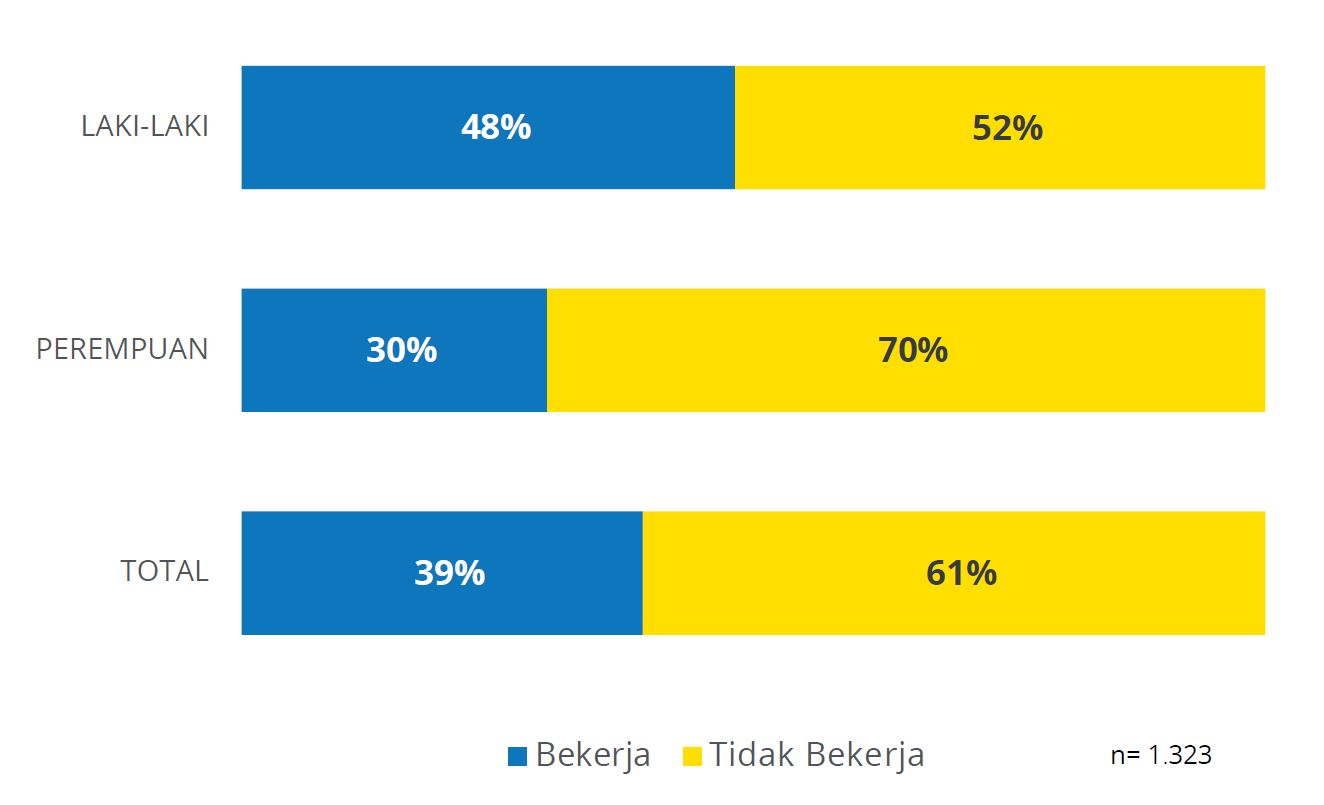 LAKI-LAKI
48%
52%
PEREMPUAN
30%
70%
TOTAL
39%
61%
Bekerja
Tidak Bekerja
n= 1.323